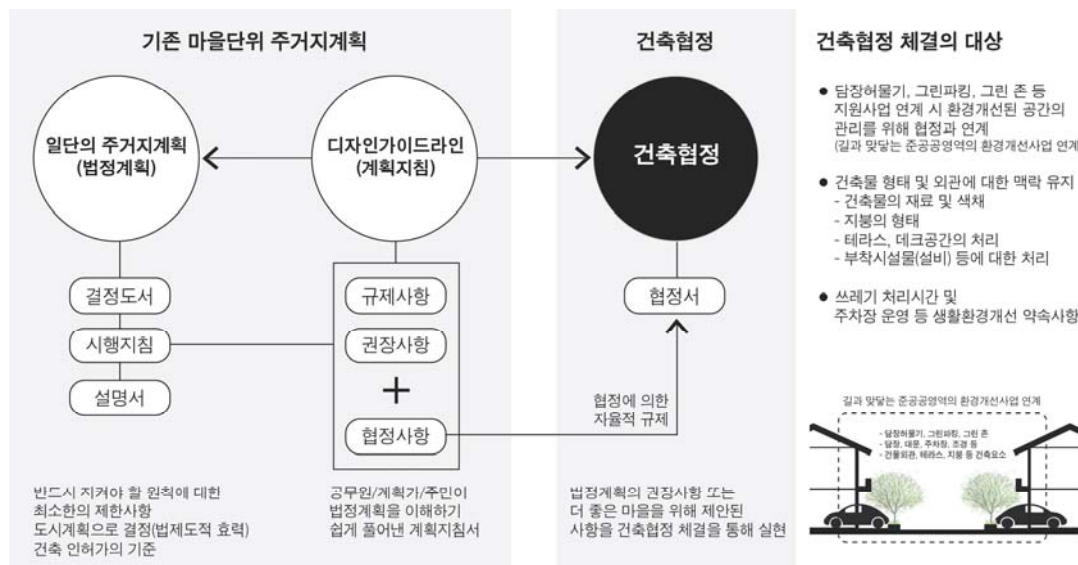 기존 마을단위 주거지계획
일단의 주거지계획
(법정계획)
디자인가이드라인
(계획지침)
결정도서
시행지침
설명서
규제사항
권장사항
+
협정사항
반드시 지켜야 할 원칙에 대한
최소한의 제한사항
도시계획으로 결정(법제도적 효력)
건축 인허가의 기준
공무원/계획가/주민이
법정계획을 이해하기
쉽게 풀어낸 계획지침서
건축협정
건축협정
협정서
협정에 의한
자율적 규제
법정계획의 권장사항 또는
더 좋은 마을을 위해 제안된
사항을 건축협정 체결을 통해 실현
건축협정 체결의 대상
● 담장허물기, 그린파킹, 그린 존 등
지원사업 연계 시 환경개선된 공간의
관리를 위해 협정과 연계
(길과 맞닿는 준공공영역의 환경개선사업 연계
● 건축물 형태 및 외관에 대한 맥락 유지
- 건축물의 재료 및 색채
- 지붕의 형태
- 테라스, 데크공간의 처리
- 부착시설물(설비) 등에 대한 처리
● 쓰레기 처리시간 및
주차장 운영 등 생활환경개선 약속사항
길과 맞닿는 준공공영역의 환경개선사업 연계
- 담장허물기, 그린파킹, 그린 존
- 담장, 대문, 주차장, 조경 등
- 건물외관, 테라스, 지붕 등 건축요소